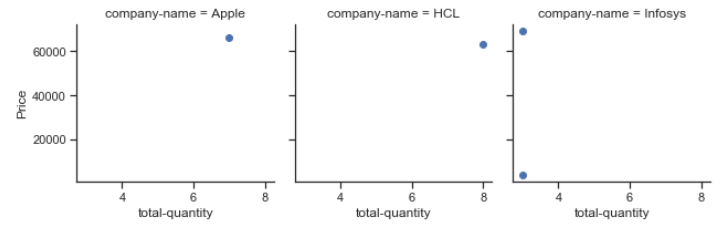 company-name = Apple
company-name = HCL
company-name = Infosys
Price
60000
40000
20000
4 6 8
4 6 8
4 6 8
total-quantity
total-quantity
total-quantity